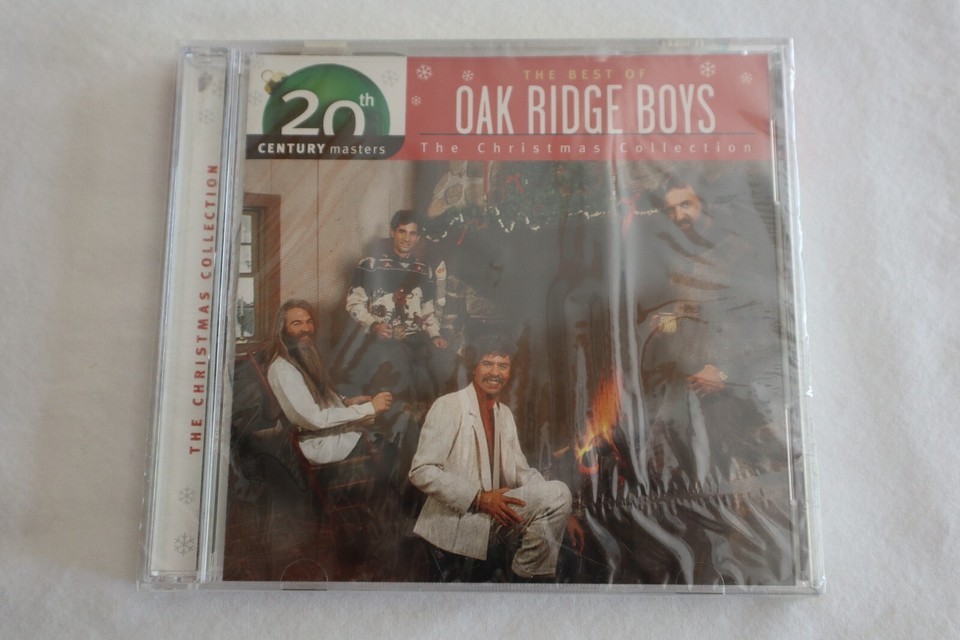 THE CHRISTMAS COLLECTION
20th
CENTURY masters
THE BEST OF
OAK RIDGE BOYS
The Christmas Collection